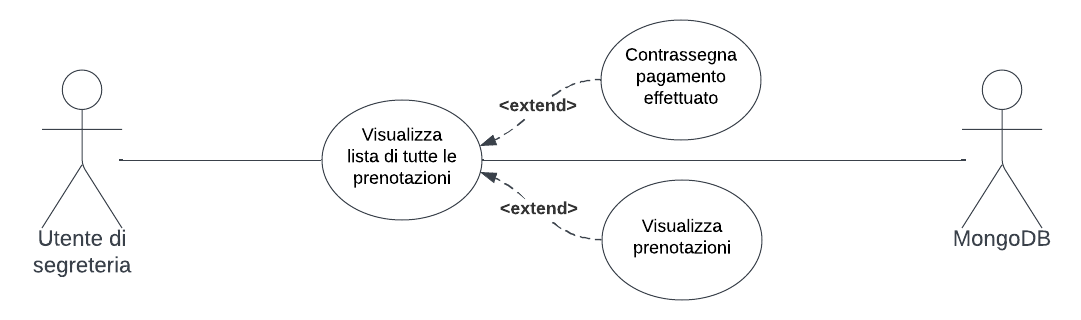 Contrassegna
pagamento
effettuato
<extend>
Visualizza
lista di tutte le
prenotazioni
<extend>
Visualizza
prenotazioni
Utente di
segreteria
MongoDB